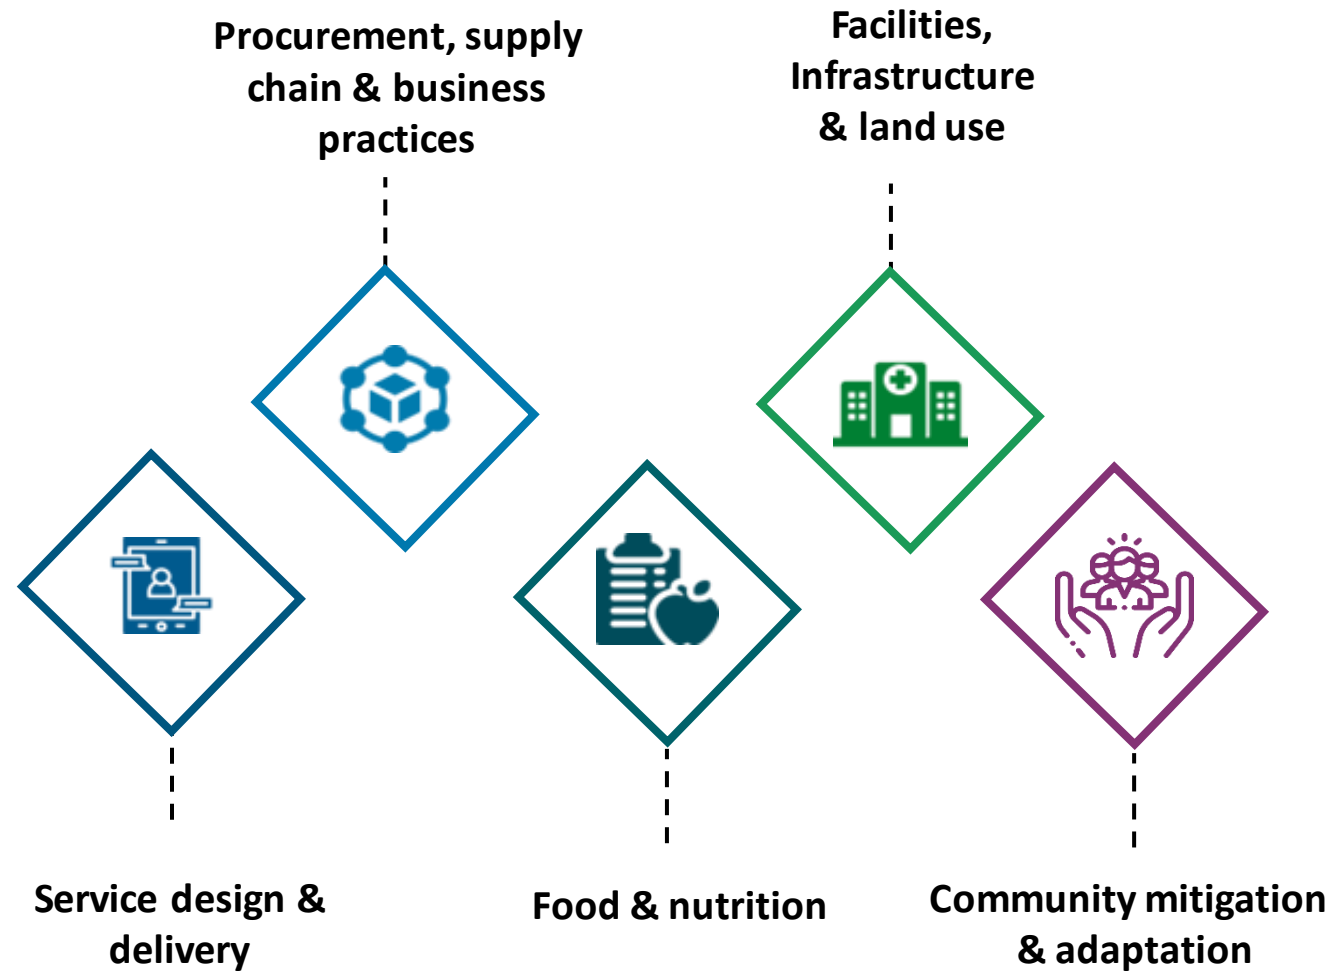 Procurement, supply
chain & business
practices
Facilities,
Infrastructure
& land use
Service design &
delivery
Food & nutrition
Community mitigation
& adaptation